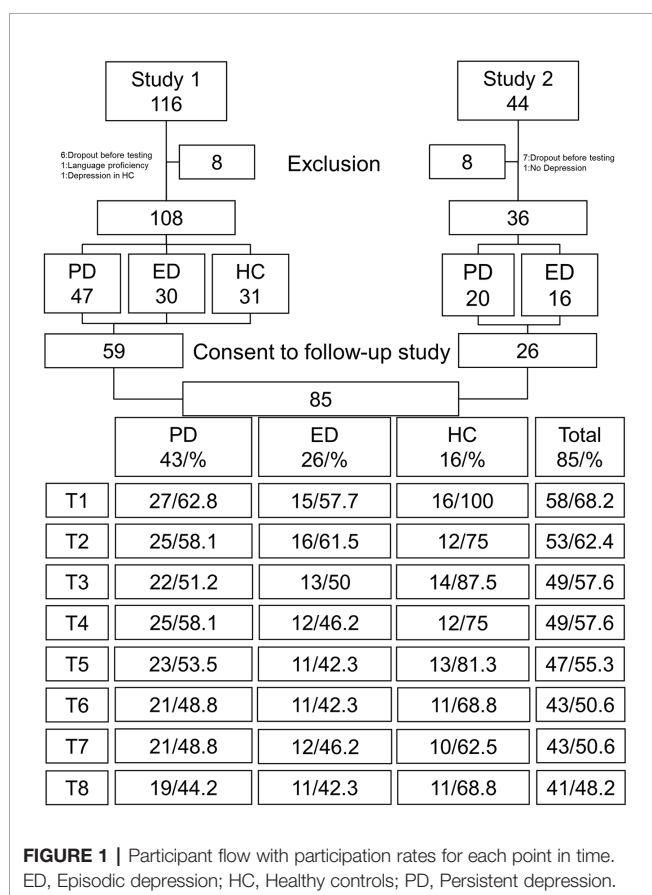 Study 1
116
Study 2
44
6:Dropout before testing
1:Language proficiency
1:Depression in HC
8
Exclusion
8
7:Dropout before testing
1:No Depression
108
36
PD
47
ED
30
HC
31
PD
20
ED
16
59
Consent to follow-up study
26
85
PD
43/%
ED
26/%
HC
16/%
Total
85/%
T1 27/62.8 15/57.7 16/100 58/68.2
T2 25/58.1 16/61.5 12/75 53/62.4
T3 22/51.2 13/50 14/87.5 49/57.6
T4 25/58.1 12/46.2 12/75 49/57.6
T5 23/53.5 11/42.3 13/81.3 47/55.3
T6 21/48.8 11/42.3 11/68.8 43/50.6
T7 21/48.8 12/46.2 10/62.5 43/50.6
T8 19/44.2 11/42.3 11/68.8 41/48.2
FIGURE 1 | Participant flow with participation rates for each point in time.
ED, Episodic depression; HC, Healthy controls; PD, Persistent depression.